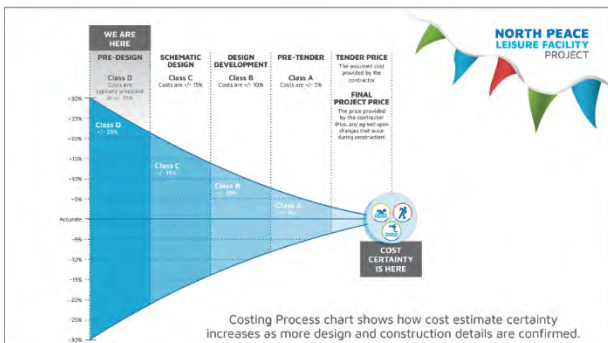 WE ARE
HERE
NORTH PEACE
LEISURE FACILITY
PROJECT
PRE-DESIGN
Class D
Costs are
typically predicted
at +/- 25%
SCHEMATIC
DESIGN
Class C
Costs are +/- 15%
DESIGN
DEVELOPMENT
Class B
Costs are +/- 10%
PRE-TENDER
Class A
Costs are +/- 5%
TENDER PRICE
The assumed cost
provided by the
contractor
FINAL
PROJECT PRICE
The price provided
by the contractor
(Plus, any agreed upon
changes that occur
during construction)
+30%
+25%
+20%
+15%
+10%
+5%
Accurate
-5%
-10%
-15%
-20%
-25%
-30%
Class D
+/- 25%
Class C
+/- 15%
Class B
+/- 10%
Class A
+/- 5%
COST
CERTAINTY
IS HERE
Costing Process chart shows how cost estimate certainty
increases as more design and construction details are confirmed.